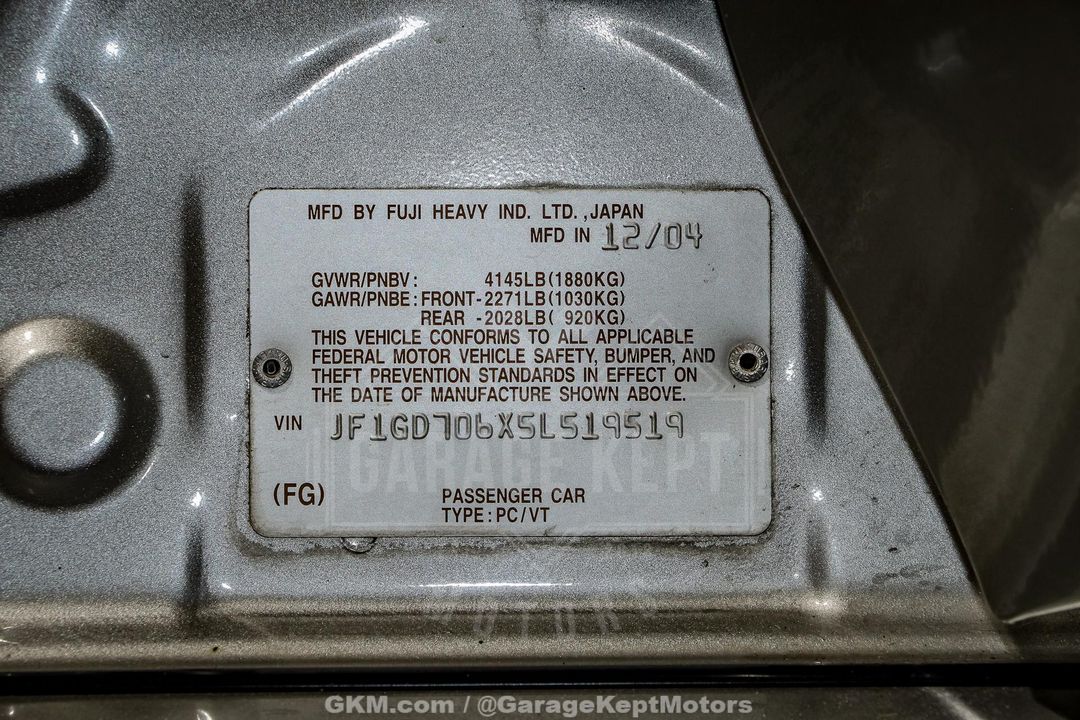 MFD BY FUJI HEAVY IND. LTD., JAPAN
MFD IN 12/04
GVWR/PNBV: 4145LB(1880KG)
GAWR/PNBE: FRONT-2271LB(1030KG)
REAR -2028LB( 920KG)
THIS VEHICLE CONFORMS TO ALL APPLICABLE
FEDERAL MOTOR VEHICLE SAFETY, BUMPER, AND
THEFT PREVENTION STANDARDS IN EFFECT ON
THE DATE OF MANUFACTURE SHOWN ABOVE.
VIN JF1GD706X5L519519
GARAGE KEPT
(FG) PASSENGER CAR
TYPE: PC/VT
MOTORS
GKM.com / @GarageKeptMotors